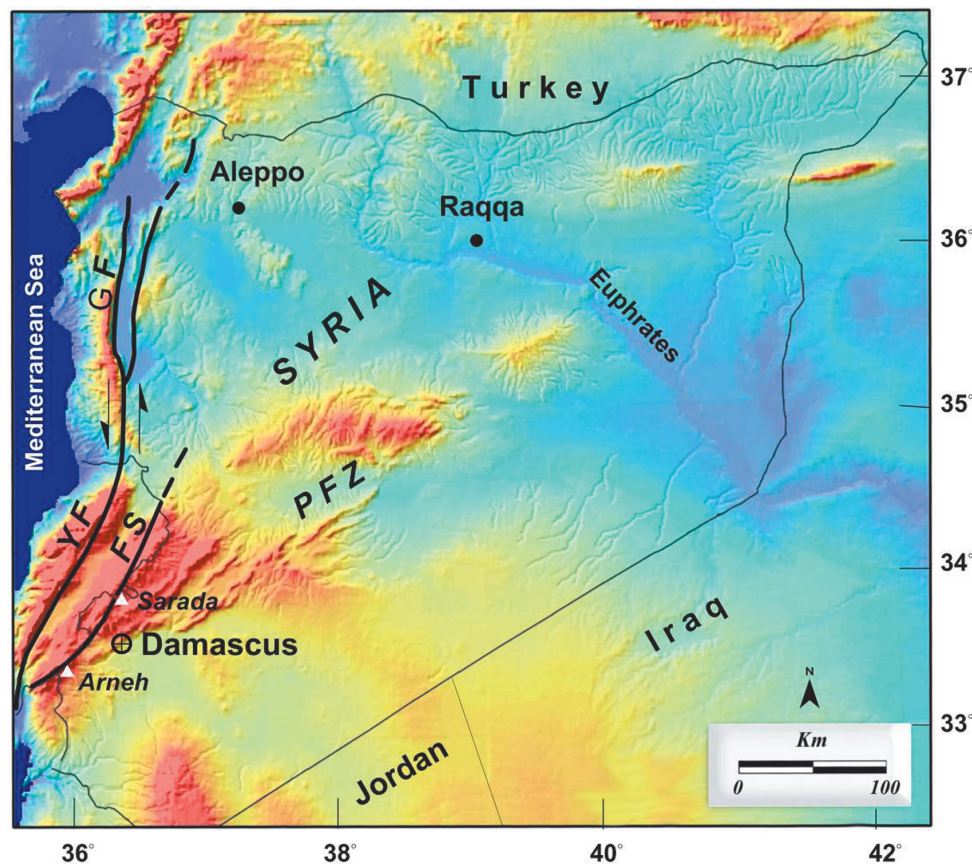 Turkey
37°
Aleppo
Raqqa
36°
Mediterranean Sea
GF
SYRIA
Euphrates
35°
PFZ
YF
FS
34°
Sarada
Iraq
Damascus
Arneh
N
33°
Km
Jordan
0 100
36° 38° 40° 42°